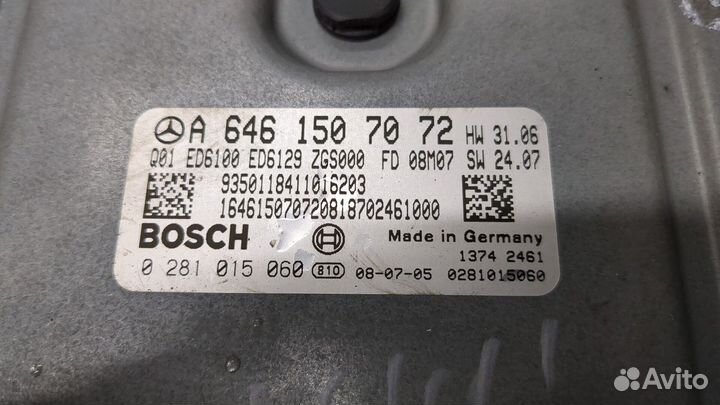 A 646 150 70 72 HW 31.06
Q01 ED6100 ED6129 ZGS000 FD 08M07 SW 24.07
9350118411016203
164615070720818702461000
BOSCH Made in Germany
1374 2461
0 281 015 060 810 08-07-05 0281015060
Avito